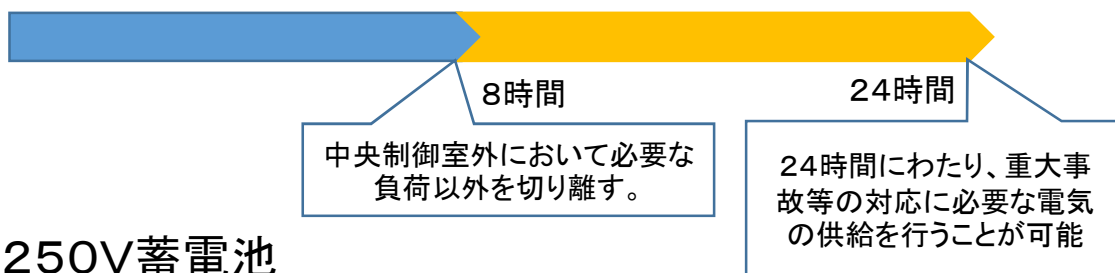 8時間
24時間
中央制御室外において必要な
負荷以外を切り離す。
24時間にわたり、重大事
故等の対応に必要な電気
の供給を行うことが可能
250V蓄電池